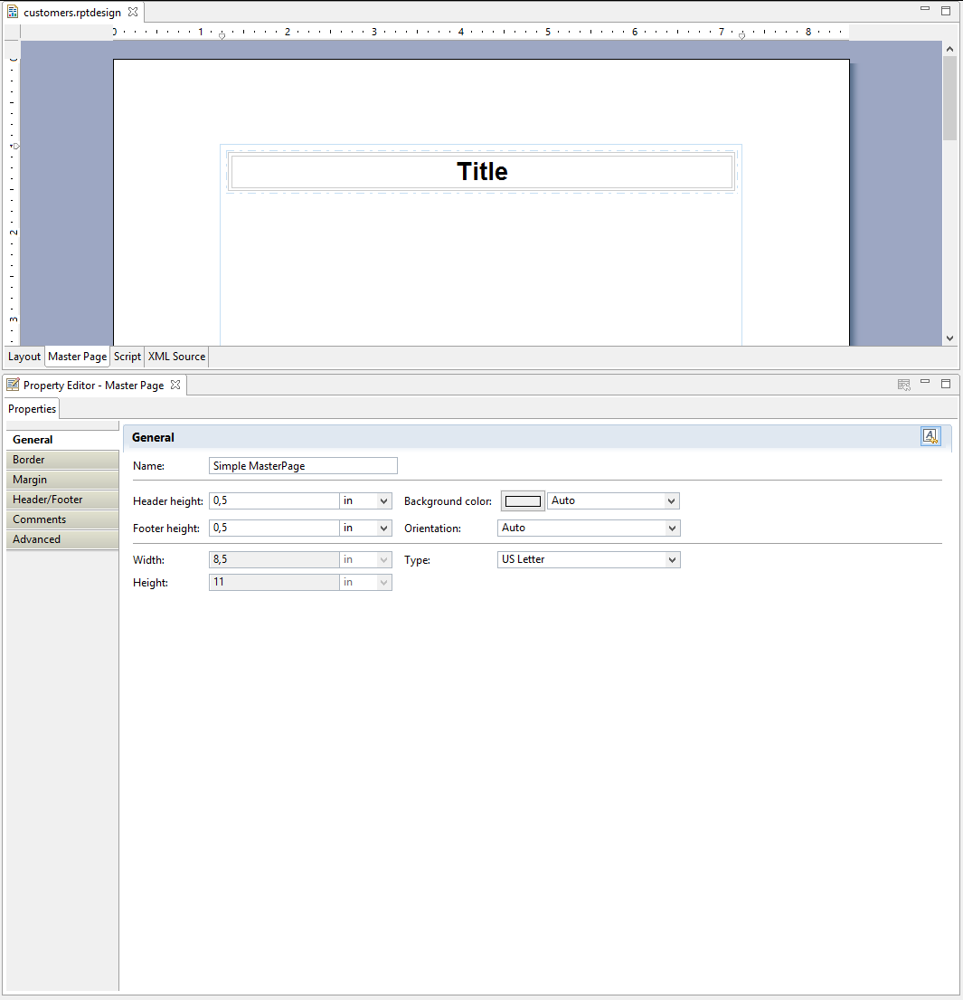 customers.rptdesign
0 1 2 3 4 5 6 7 8
0
2
3
Title
Layout Master Page Script XML Source
Property Editor - Master Page
Properties
General
Border
Margin
Header/Footer
Comments
Advanced
General
Name: Simple MasterPage
Header height: 0,5 in Background color: Auto
Footer height: 0,5 in Orientation: Auto
Width: 8,5 in Type: US Letter
Height: 11 in